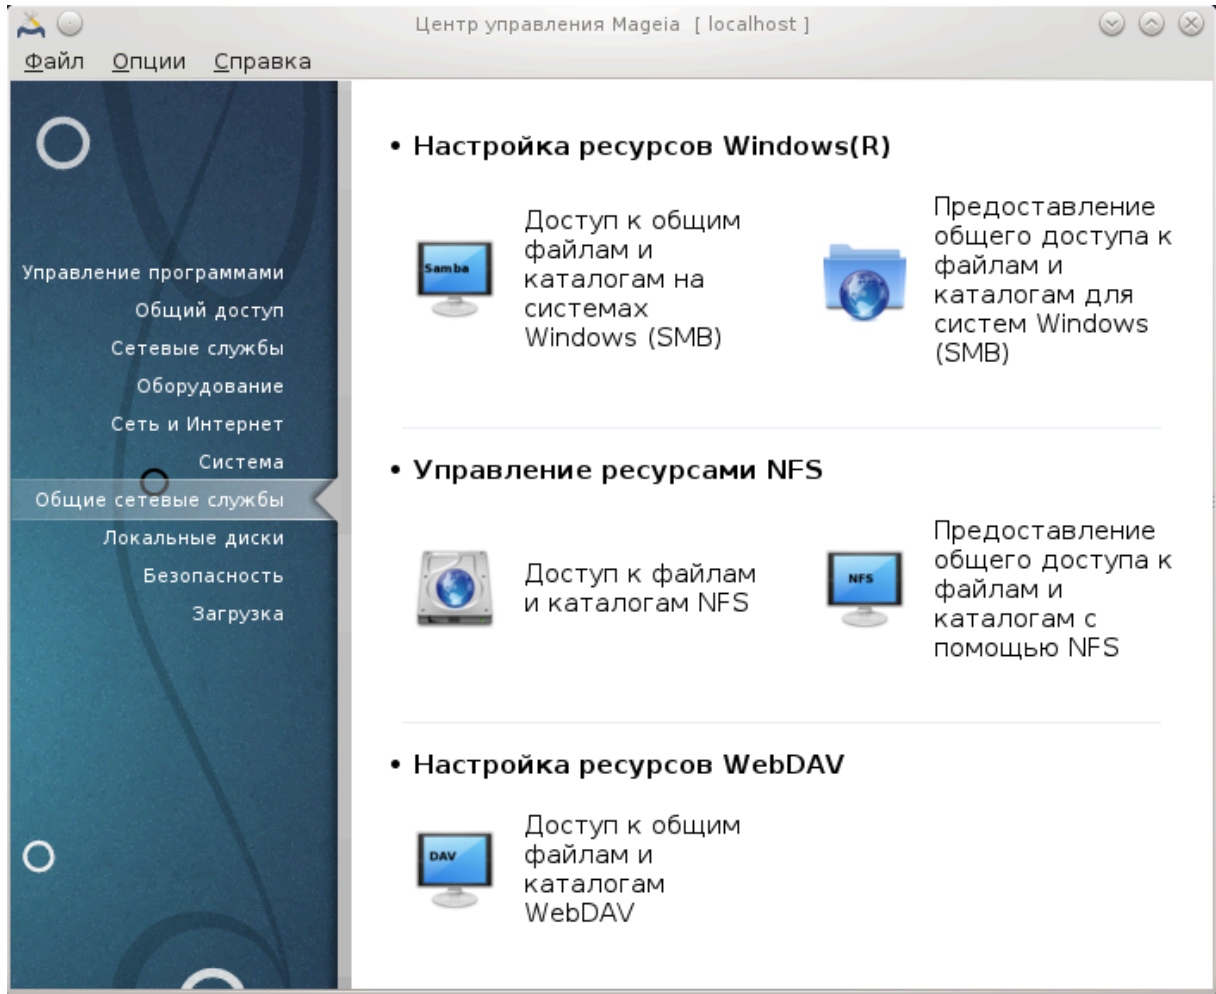 Центр управления Mageia [ localhost ]
Файл Опции Справка
Управление программами
Общий доступ
Сетевые службы
Оборудование
Сеть и Интернет
Система
Общие сетевые службы
Локальные диски
Безопасность
Загрузка
• Настройка ресурсов Windows(R)
Samba
Доступ к общим
файлам и
каталогам на
системах
Windows (SMB)
Предоставление
общего доступа к
файлам и
каталогам для
систем Windows
(SMB)
• Управление ресурсами NFS
Доступ к файлам
и каталогам NFS
NFS
Предоставление
общего доступа к
файлам и
каталогам с
помощью NFS
• Настройка ресурсов WebDAV
DAV
Доступ к общим
файлам и
каталогам
WebDAV